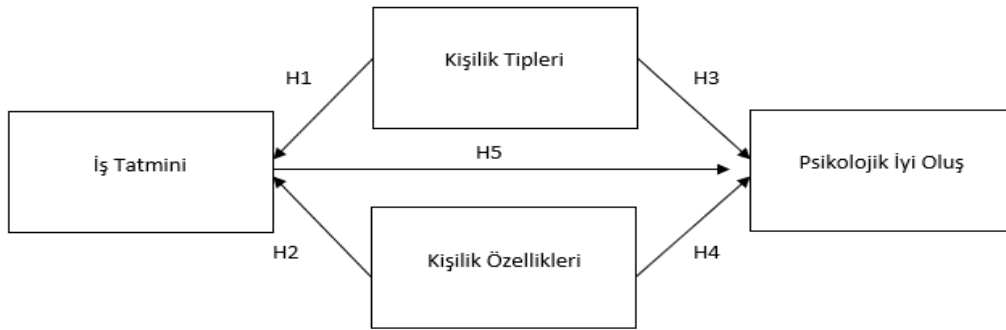 Kişilik Tipleri
H1
H3
İş Tatmini
H5
Psikolojik İyi Oluş
H2
Kişilik Özellikleri
H4